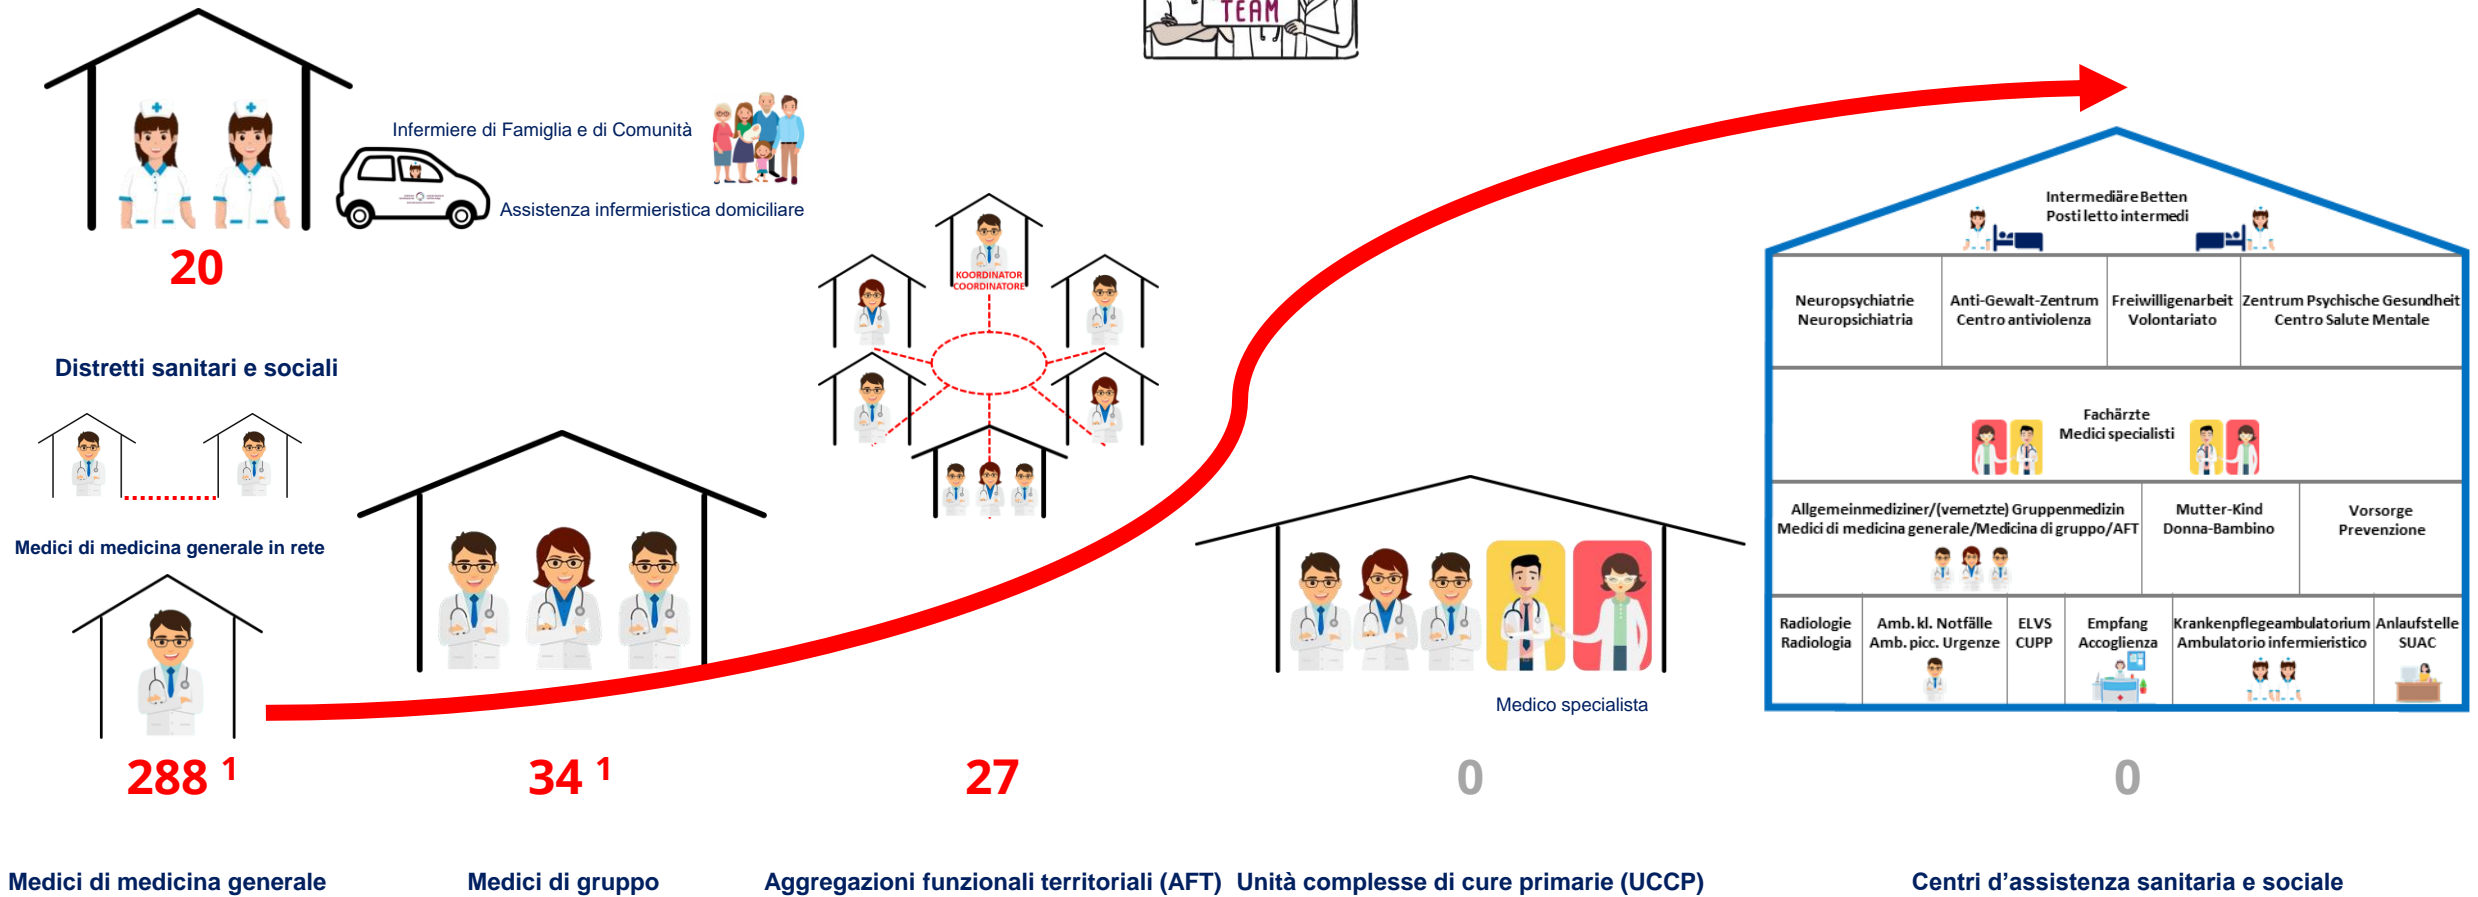 TEAM
Infermiere di Famiglia e di Comunità
Assistenza infermieristica domiciliare
20
Distretti sanitari e sociali
Medici di medicina generale in rete
KOORDINATOR
COORDINATORE
Medico specialista
Intermediäre Betten
Posti letto intermedi
Neuropsychiatrie
Neuropsichiatria
Anti-Gewalt-Zentrum
Centro antiviolenza
Freiwilligenarbeit
Volontariato
Zentrum Psychische Gesundheit
Centro Salute Mentale
Fachärzte
Medici specialisti
Allgemeinmediziner/(vernetzte) Gruppenmedizin
Medici di medicina generale/Medicina di gruppo/AFT
Mutter-Kind
Donna-Bambino
Vorsorge
Prevenzione
Radiologie
Radiologia
Amb. kl. Notfälle
Amb. picc. Urgenze
ELVS
CUPP
Empfang
Accoglienza
Krankenpflegeambulatorium
Ambulatorio infermieristico
Anlaufstelle
SUAC
288 ¹
34 ¹
27
0
0
Medici di medicina generale
Medici di gruppo
Aggregazioni funzionali territoriali (AFT)
Unità complesse di cure primarie (UCCP)
Centri d’assistenza sanitaria e sociale